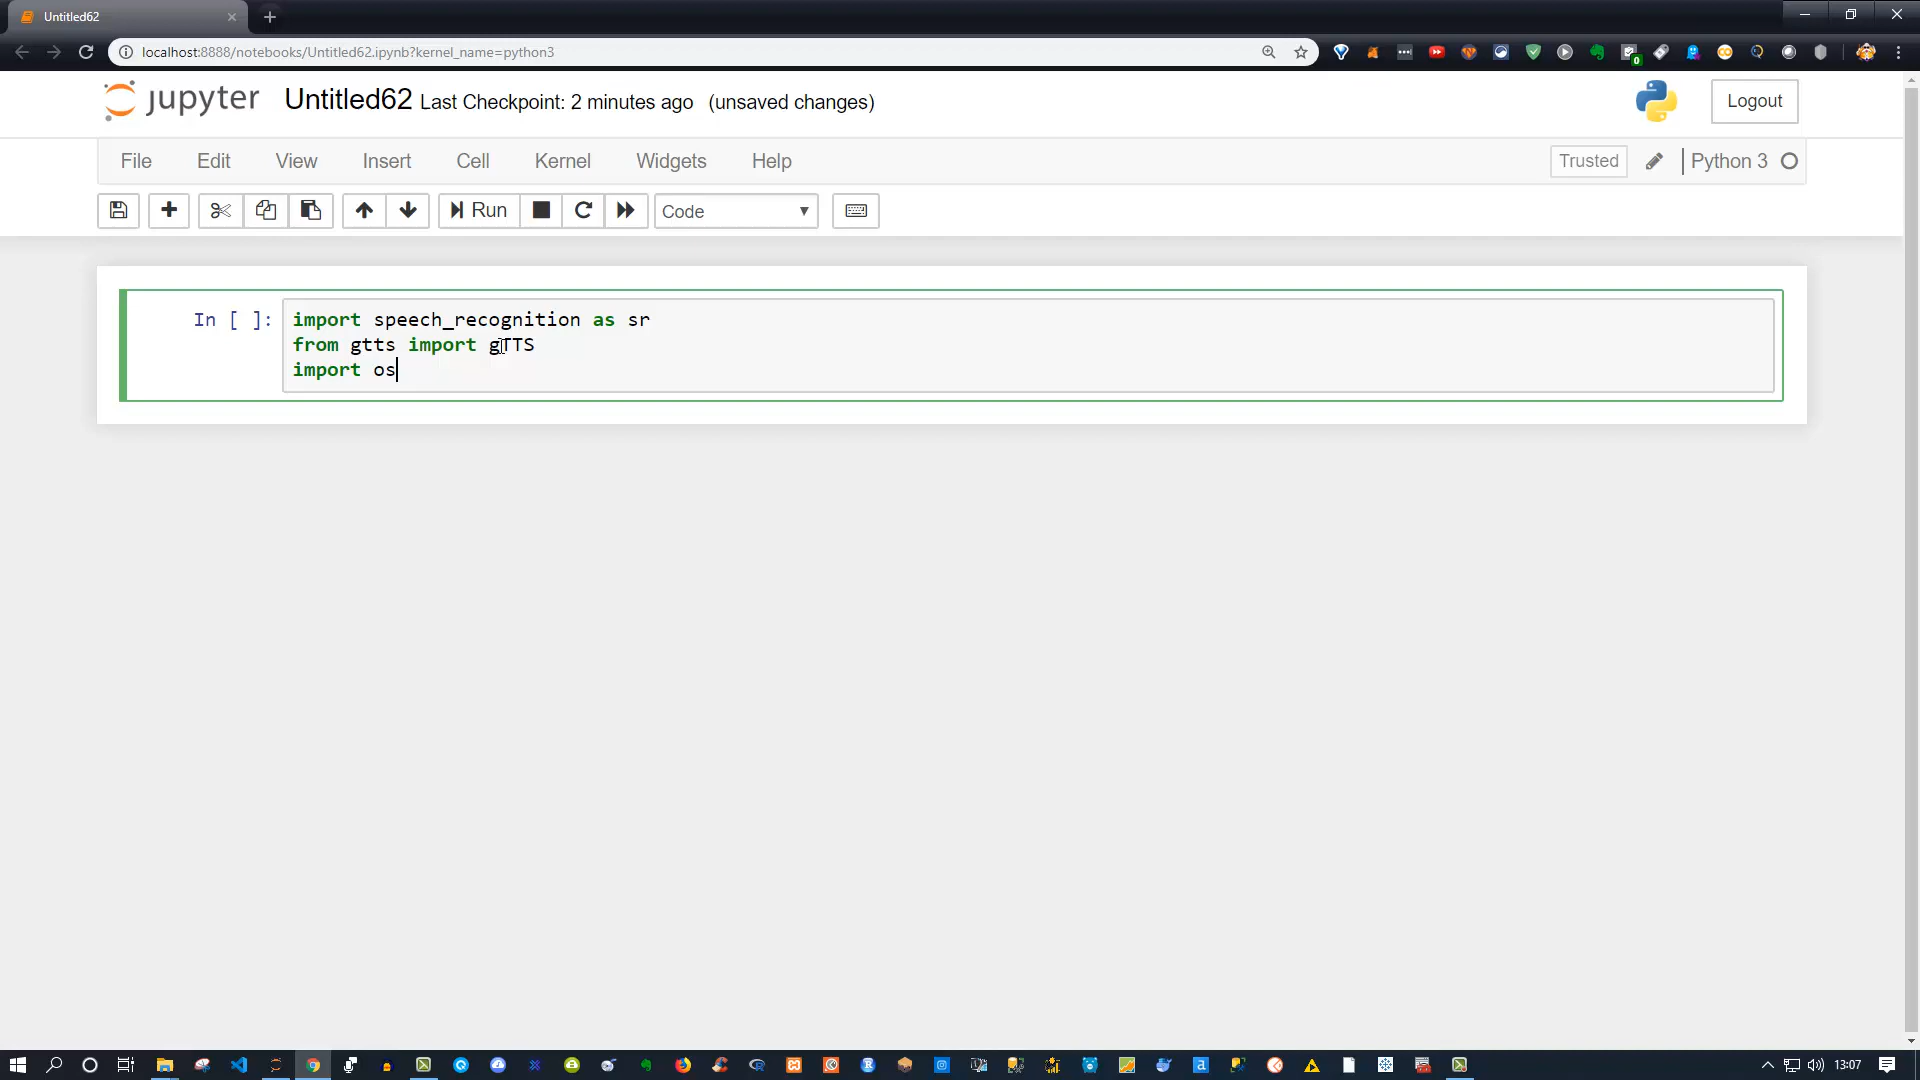 Untitled62
localhost:8888/notebooks/Untitled62.ipynb?kernel_name=python3
0
jupyter Untitled62 Last Checkpoint: 2 minutes ago (unsaved changes)
Logout
File Edit View Insert Cell Kernel Widgets Help
Trusted Python 3
Run Code
In [ ]: import speech_recognition as sr
from gtts import gTTS
import os
13:07